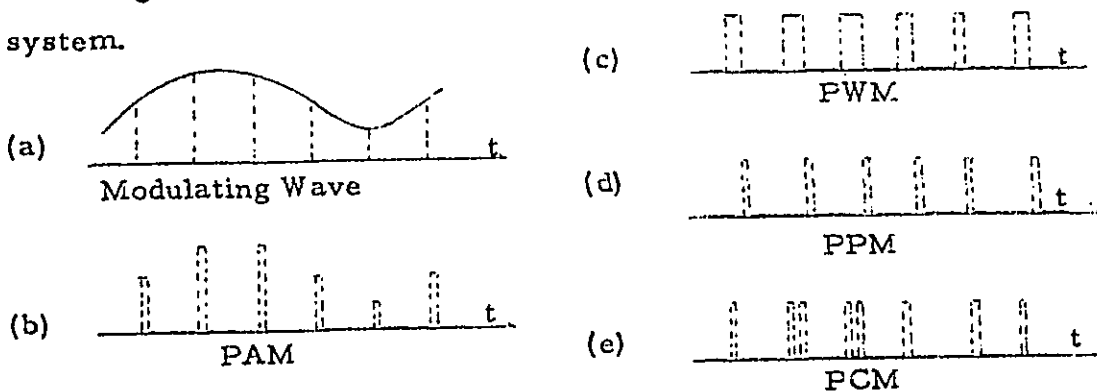 system.
(a)
t
Modulating Wave
(b)
t
PAM
(c)
t
PWM
(d)
t
PPM
(e)
t
PCM